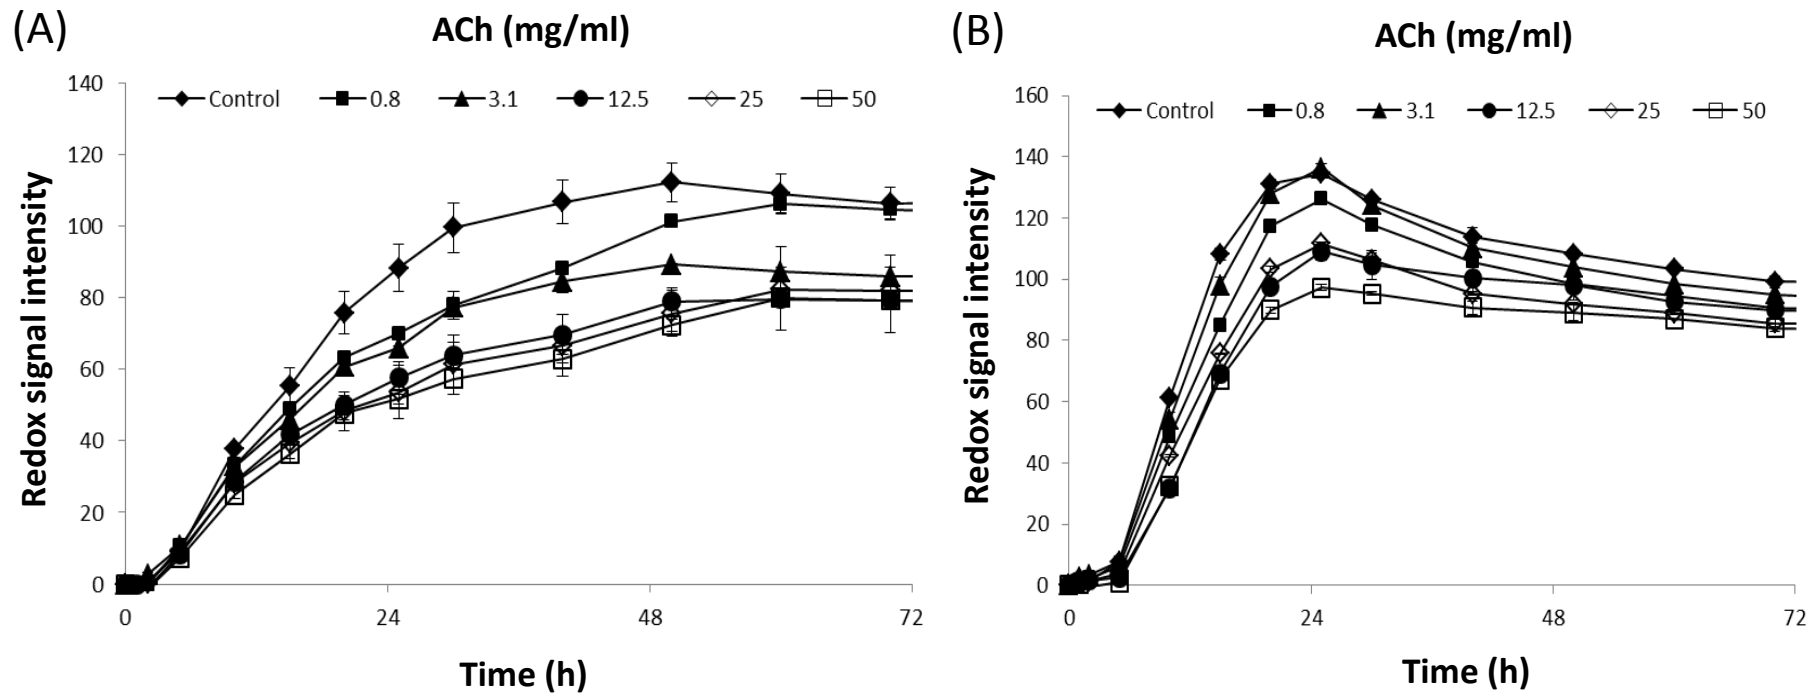 (A)
ACh (mg/ml)
Control 0.8 3.1 12.5 25 50
Redox signal intensity
140
120
100
80
60
40
20
0
0 24 48 72
Time (h)
(B)
ACh (mg/ml)
Control 0.8 3.1 12.5 25 50
Redox signal intensity
160
140
120
100
80
60
40
20
0
0 24 48 72
Time (h)